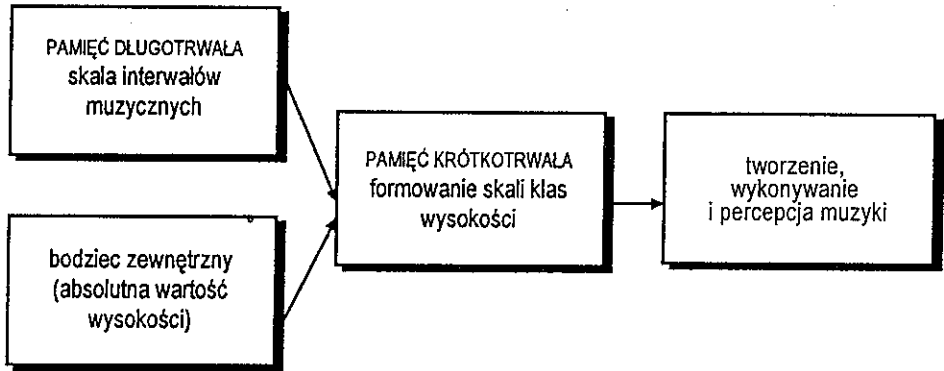 PAMIĘĆ DŁUGOTRWAŁA
skala interwałów
muzycznych
bodziec zewnętrzny
(absolutna wartość
wysokości)
PAMIĘĆ KRÓTKOTRWAŁA
formowanie skali klas
wysokości
tworzenie,
wykonywanie
i percepcja muzyki